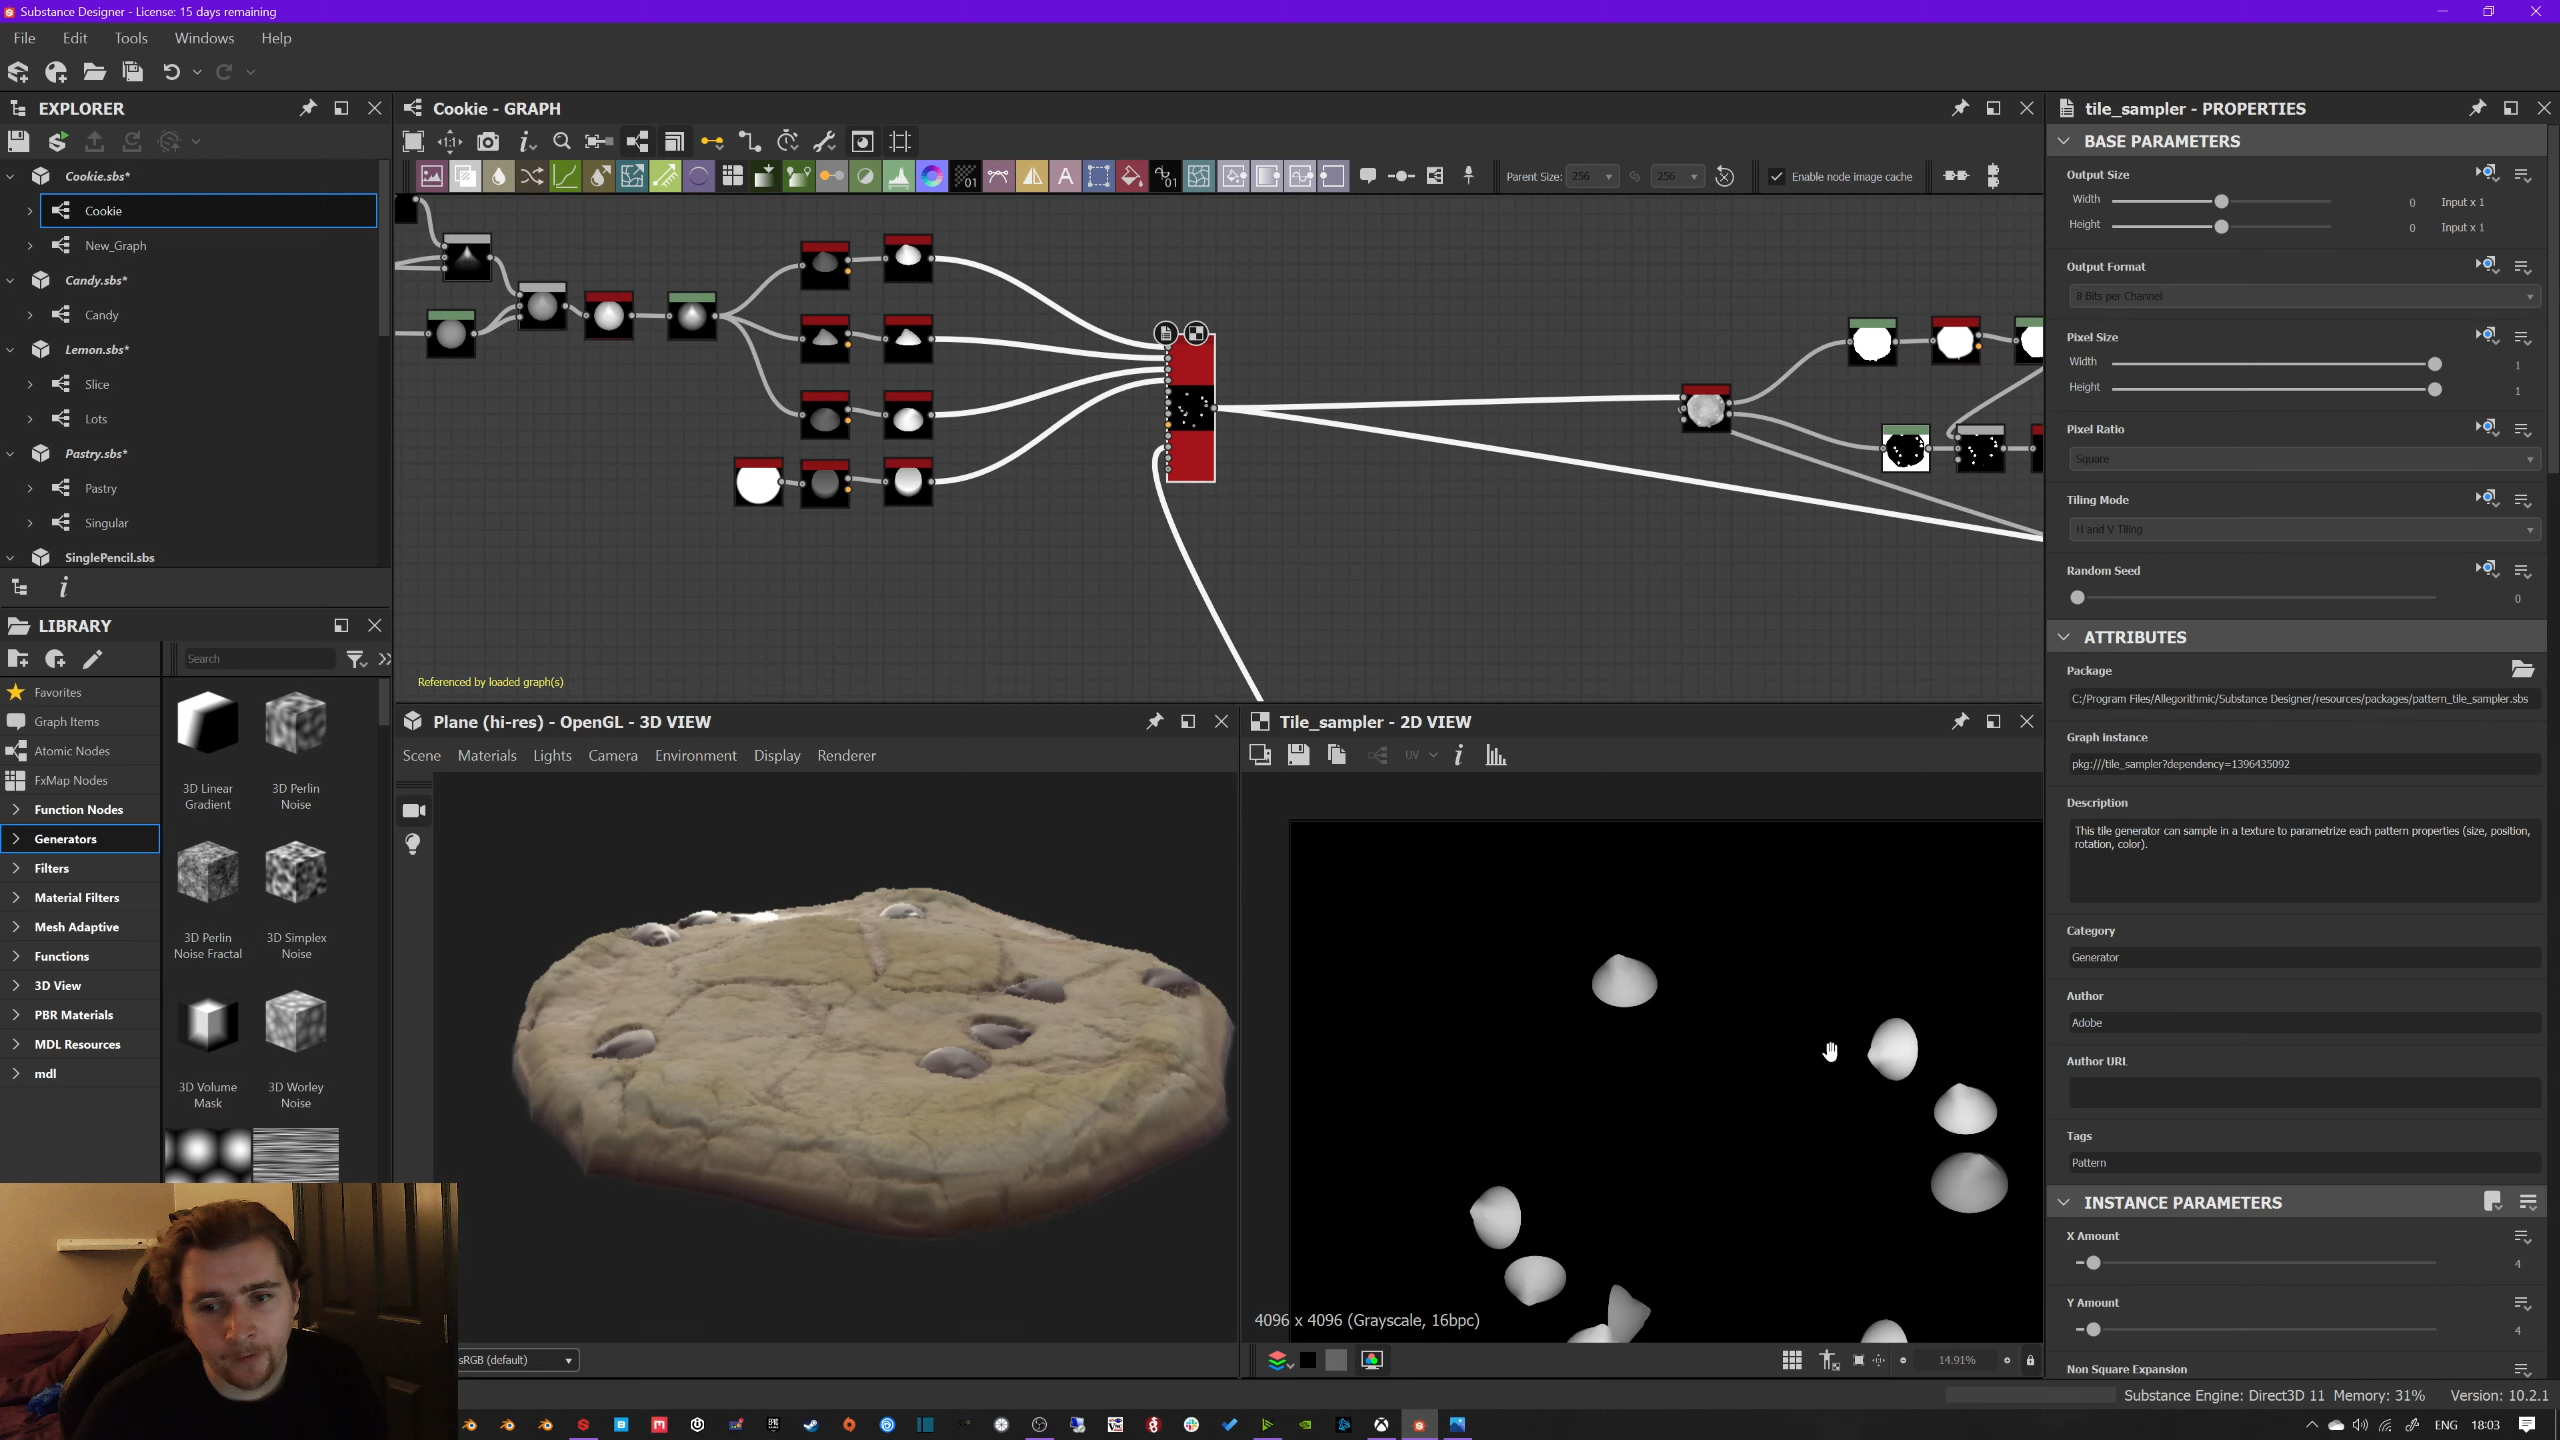 Substance Designer - License: 15 days remaining
File Edit Tools Windows Help
EXPLORER
Cookie.sbs*
Cookie
New_Graph
Candy.sbs*
Candy
Lemon.sbs*
Slice
Lots
Pastry.sbs*
Pastry
Singular
SinglePencil.sbs
LIBRARY
Search
Favorites
Graph Items
Atomic Nodes
FxMap Nodes
Function Nodes
Generators
Filters
Material Filters
Mesh Adaptive
Functions
3D View
PBR Materials
MDL Resources
mdl
3D Linear Gradient
3D Perlin Noise
3D Perlin Noise Fractal
3D Simplex Noise
3D Volume Mask
3D Worley Noise
Cookie - GRAPH
Parent Size: 256 256 Enable node image cache
Referenced by loaded graph(s)
Plane (hi-res) - OpenGL - 3D VIEW
Scene Materials Lights Camera Environment Display Renderer
sRGB (default)
Tile_sampler - 2D VIEW
UV
4096 x 4096 (Grayscale, 16bpc)
14.91%
tile_sampler - PROPERTIES
BASE PARAMETERS
Output Size
Width 0 Input x 1
Height 0 Input x 1
Output Format
8 Bits per Channel
Pixel Size
Width 1
Height 1
Pixel Ratio
Square
Tiling Mode
H and V Tiling
Random Seed
0
ATTRIBUTES
Package
C:/Program Files/Allegorithmic/Substance Designer/resources/packages/pattern_tile_sampler.sbs
Graph instance
pkg:///tile_sampler?dependency=1396435092
Description
This tile generator can sample in a texture to parametrize each pattern properties (size, position,
rotation, color).
Category
Generator
Author
Adobe
Author URL
Tags
Pattern
INSTANCE PARAMETERS
X Amount
4
Y Amount
4
Non Square Expansion
Substance Engine: Direct3D 11 Memory: 31% Version: 10.2.1
ENG 18:03